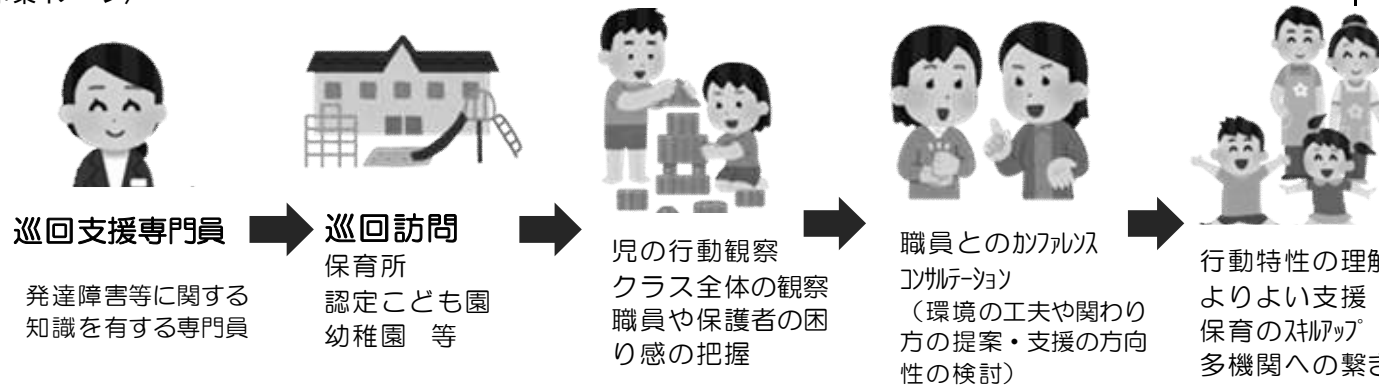 巡回支援専門員
発達障害等に関する
知識を有する専門員
巡回訪問
保育所
認定こども園
幼稚園　等
児の行動観察
クラス全体の観察
職員や保護者の困
り感の把握
職員とのｶﾝﾌｧﾚﾝｽ
ｺﾝｻﾙﾃｰｼｮﾝ
（環境の工夫や関わり
方の提案・支援の方向
性の検討）
行動特性の理解
よりよい支援
保育のｽｷﾙｱｯﾌﾟ
多機関への繋